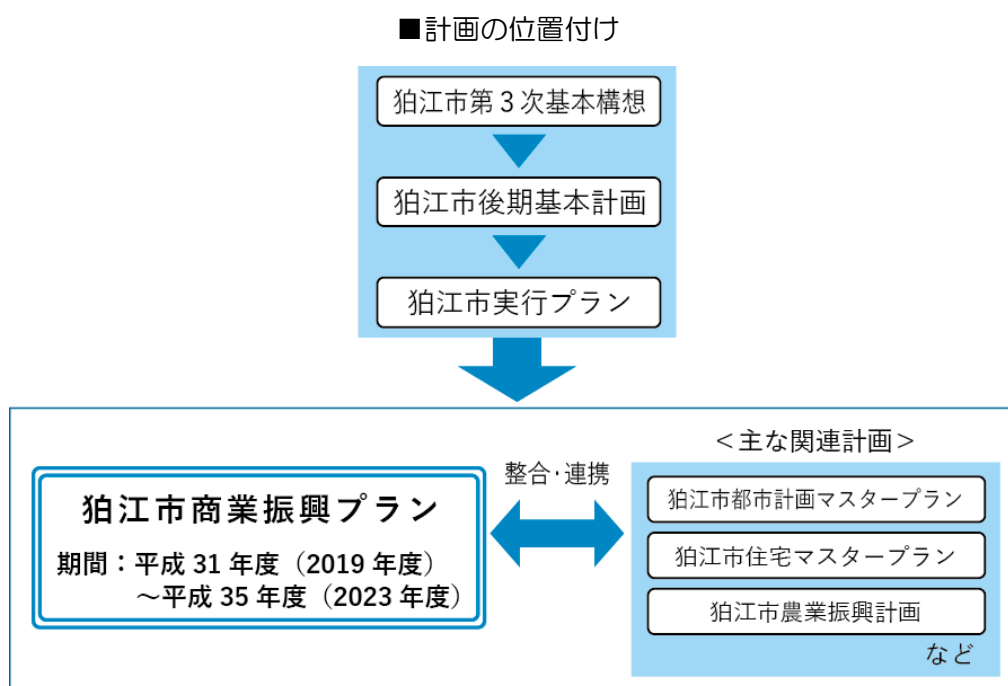 ■計画の位置付け
狛江市第3次基本構想
狛江市後期基本計画
狛江市実行プラン
狛江市商業振興プラン
期間：平成 31 年度（2019 年度）
～平成 35 年度（2023 年度）
整合・連携
＜主な関連計画＞
狛江市都市計画マスタープラン
狛江市住宅マスタープラン
狛江市農業振興計画
など